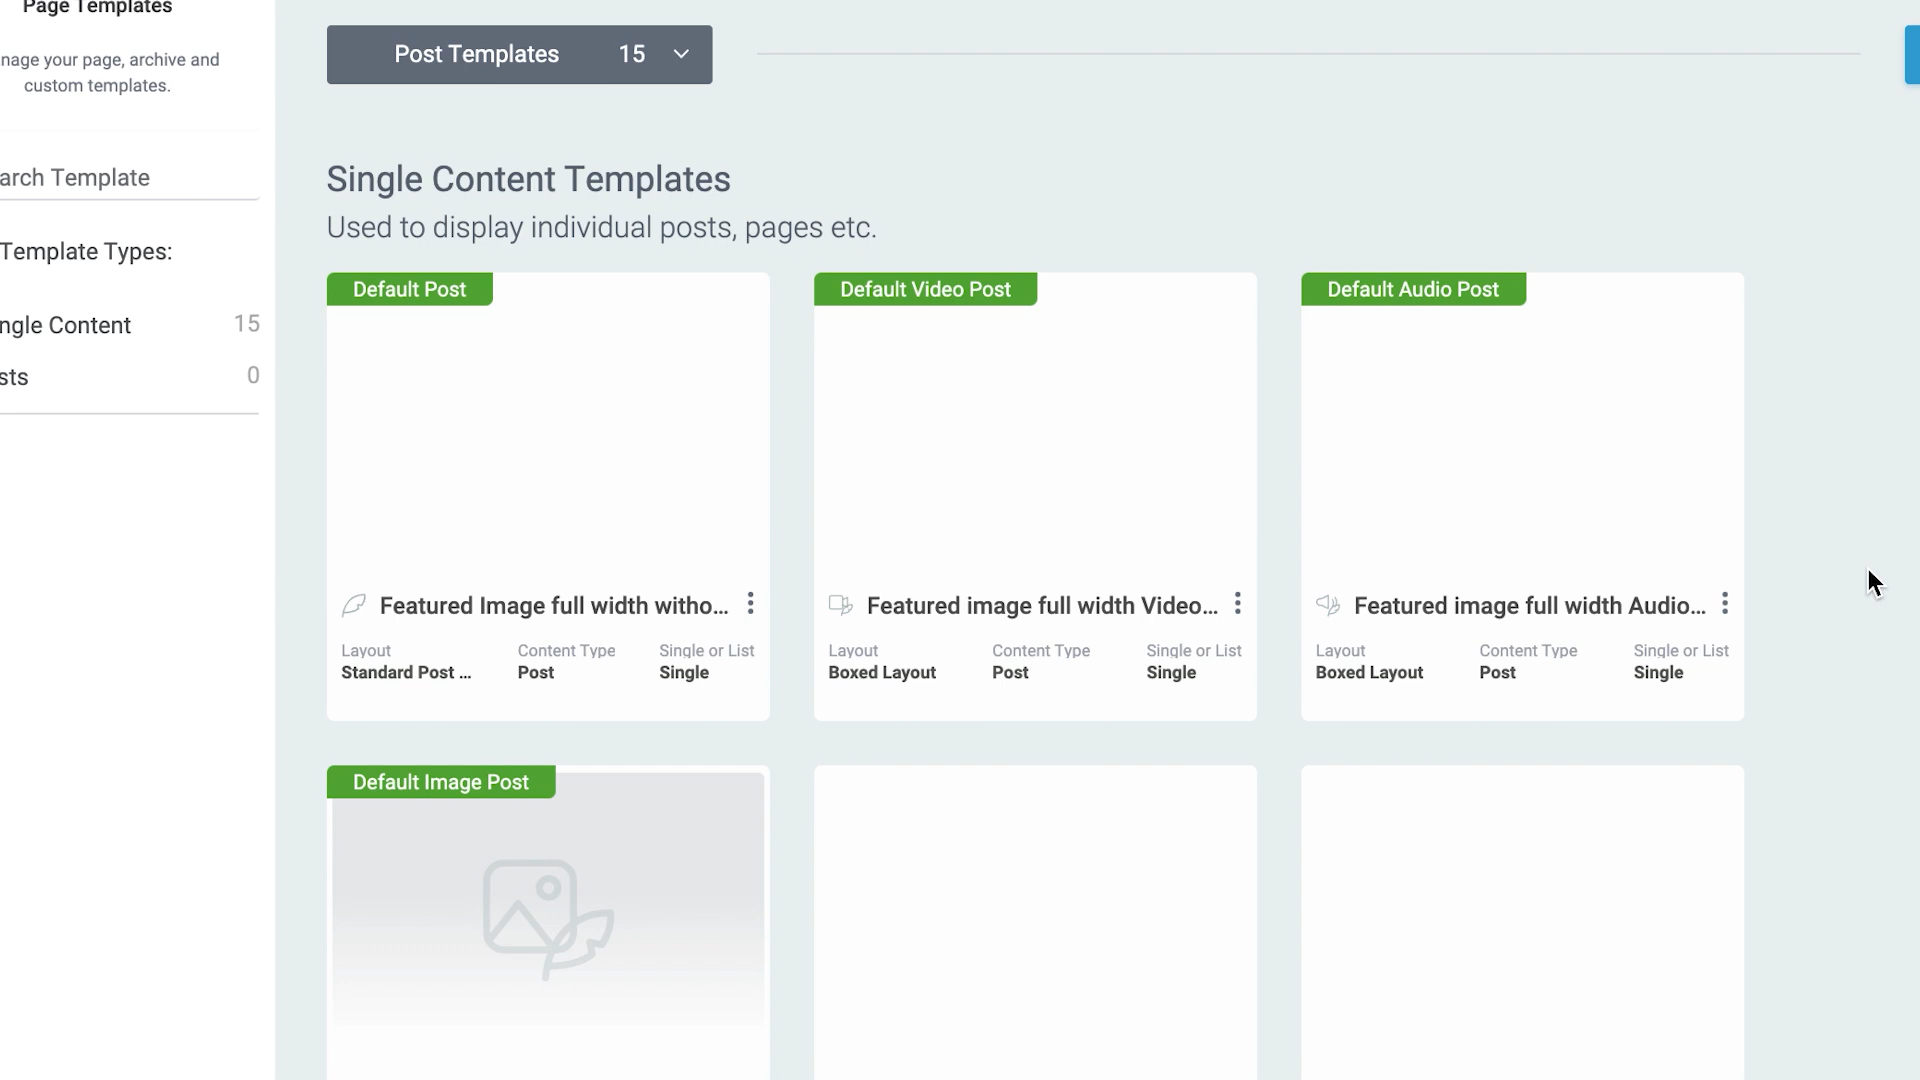 Page Templates
nage your page, archive and
custom templates.
arch Template
Template Types:
ngle Content 15
sts 0
Post Templates 15
Single Content Templates
Used to display individual posts, pages etc.
Default Post
Featured Image full width witho...
Layout Content Type Single or List
Standard Post ... Post Single
Default Video Post
Featured image full width Video...
Layout Content Type Single or List
Boxed Layout Post Single
Default Audio Post
Featured image full width Audio...
Layout Content Type Single or List
Boxed Layout Post Single
Default Image Post